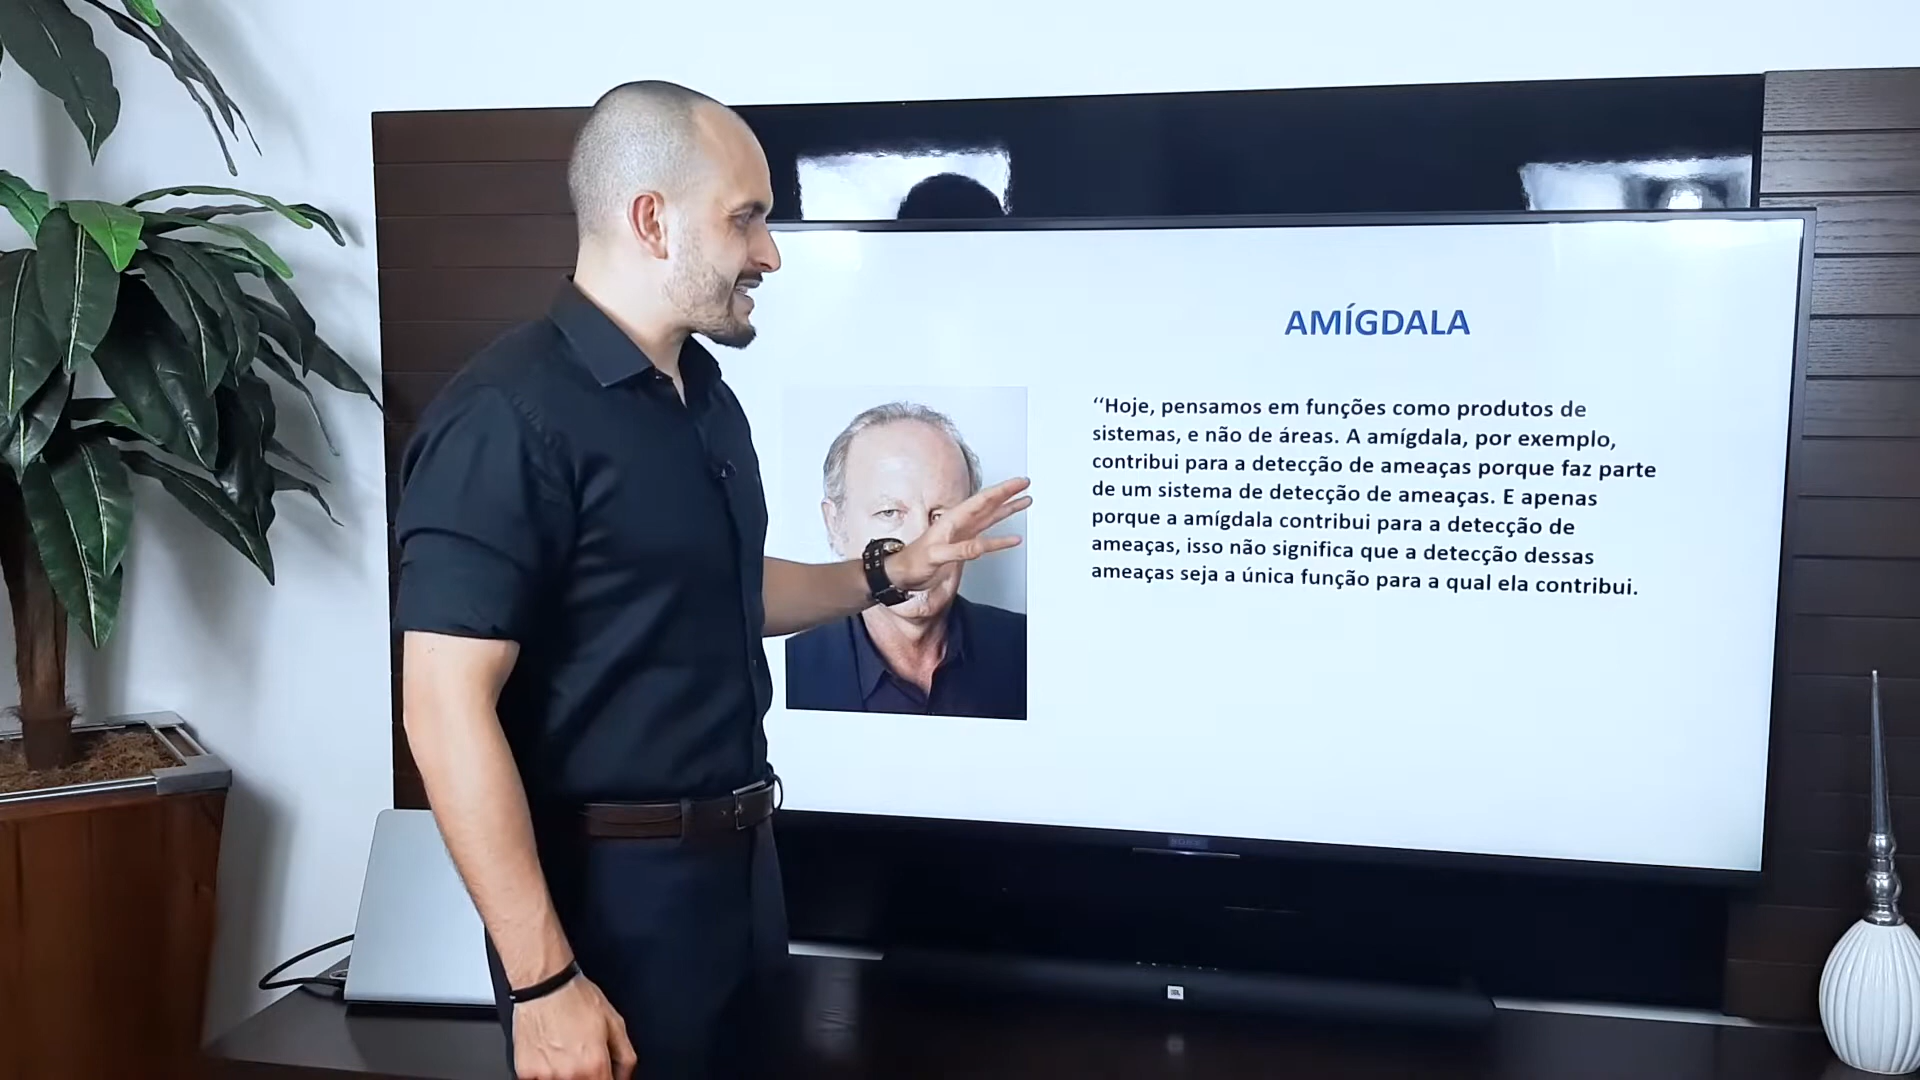 AMÍGDALA
“Hoje, pensamos em funções como produtos de
sistemas, e não de áreas. A amígdala, por exemplo,
contribui para a detecção de ameaças porque faz parte
de um sistema de detecção de ameaças. E apenas
porque a amígdala contribui para a detecção de
ameaças, isso não significa que a detecção dessas
ameaças seja a única função para a qual ela contribui.
SONY
JBL